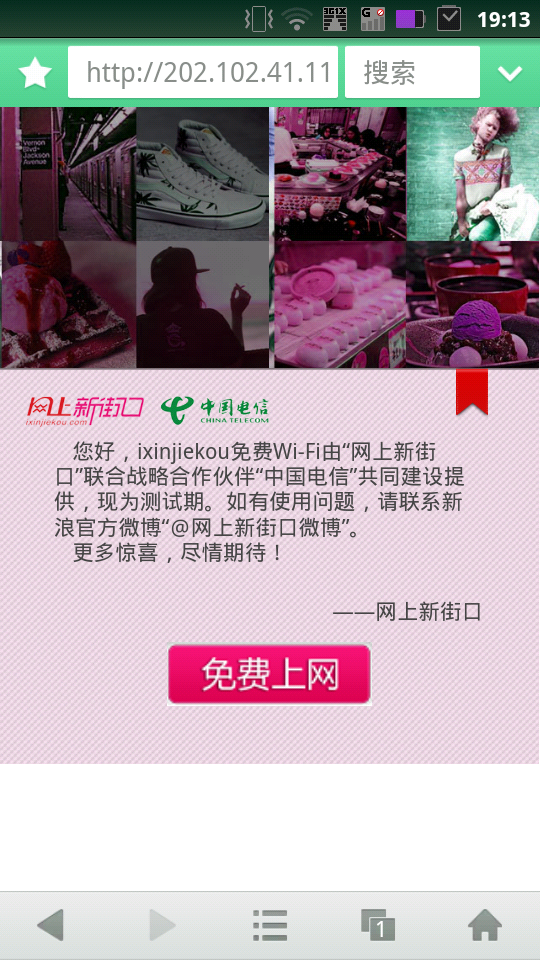 19:13
http://202.102.41.11
搜索
Vernon
Blvd-
Jackson
Avenue
网上新街口
ixinjiekou.com
中国电信
CHINA TELECOM
您好，ixinjiekou免费Wi-Fi由“网上新街
口”联合战略合作伙伴“中国电信”共同建设提
供，现为测试期。如有使用问题，请联系新
浪官方微博“@网上新街口微博”。
更多惊喜，尽情期待！
——网上新街口
免费上网
1